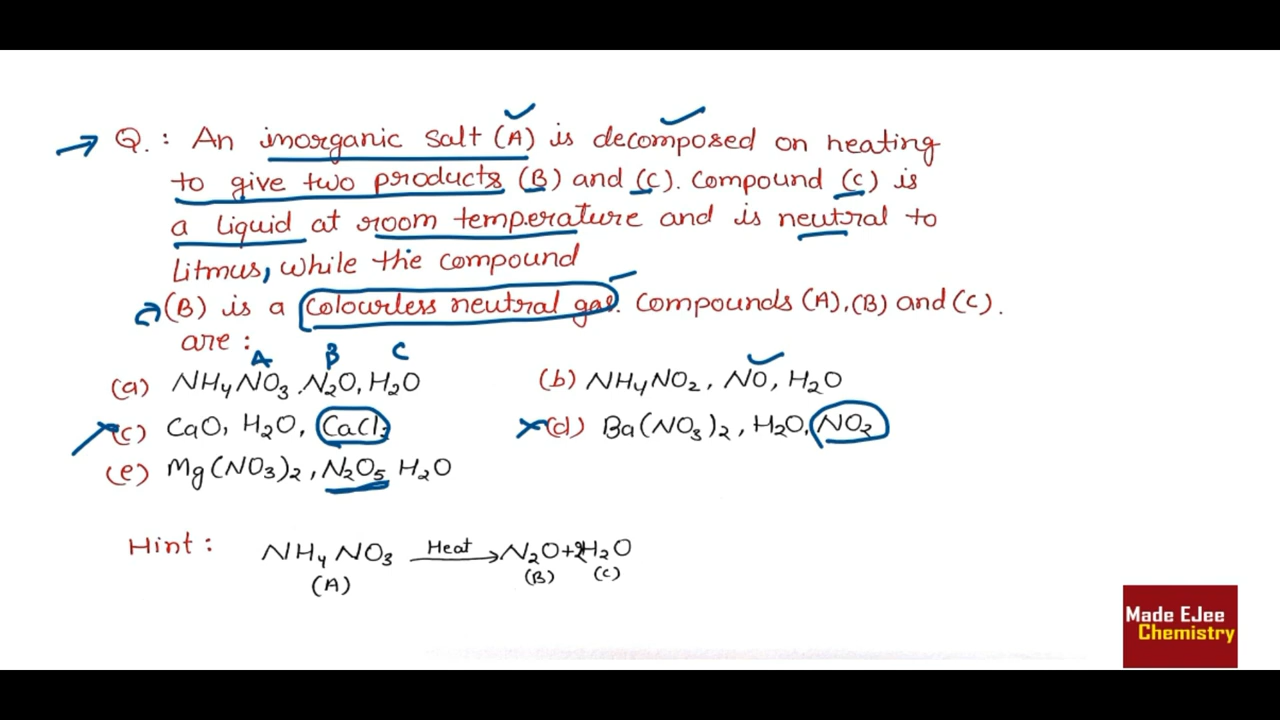 Q. : An inorganic salt (A) is decomposed on heating
to give two products (B) and (C). Compound (C) is
a liquid at room temperature and is neutral to
litmus, while the compound
(B) is a colourless neutral gas. Compounds (A), (B) and (C).
are :
A B C
(a) NH4NO3, N2O, H2O (b) NH4NO2, NO, H2O
(c) CaO, H2O, CaCl2 (d) Ba(NO3)2, H2O, NO2
(e) Mg(NO3)2, N2O5 H2O
Hint : NH4NO3 Heat N2O+2H2O
(A) (B) (C)
Made EJee
Chemistry